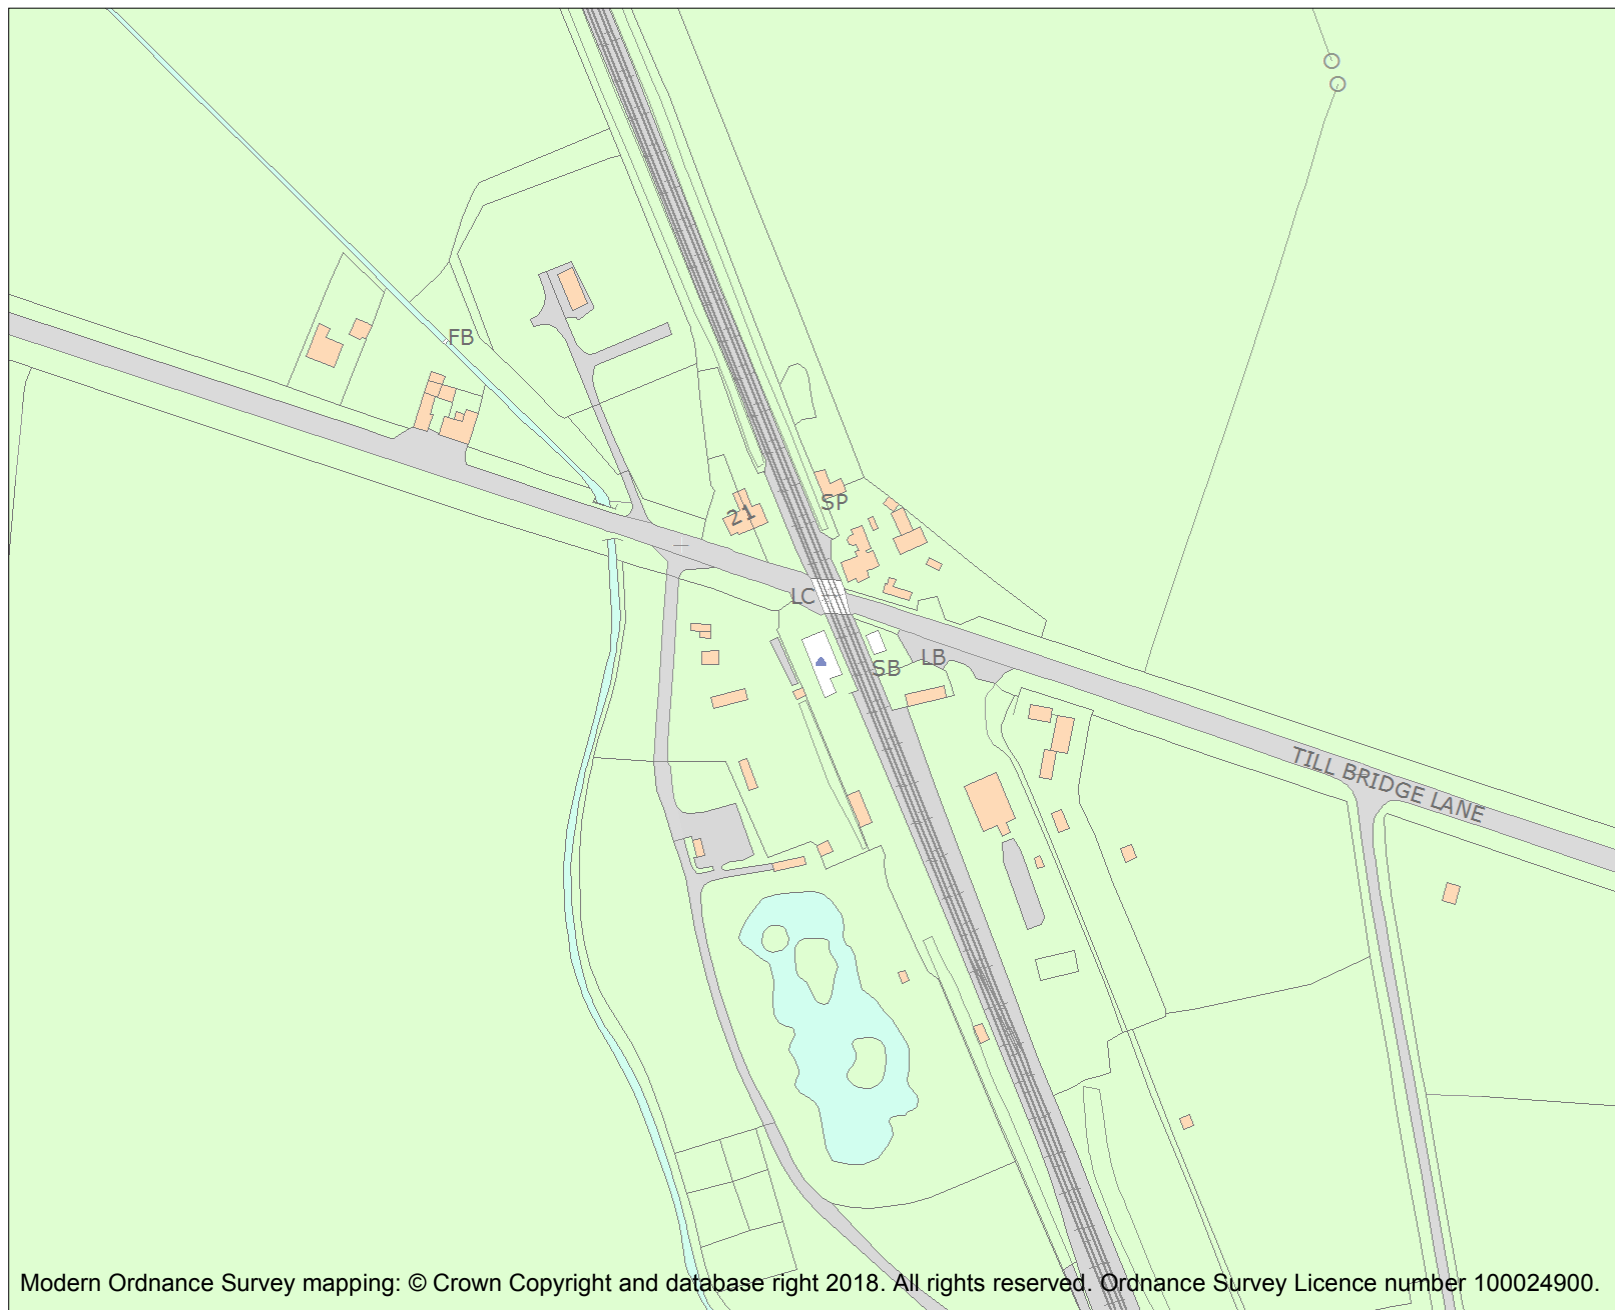 FB
21
SP
LC
SB
LB
TILL BRIDGE LANE
Modern Ordnance Survey mapping: © Crown Copyright and database right 2018. All rights reserved. Ordnance Survey Licence number 100024900.